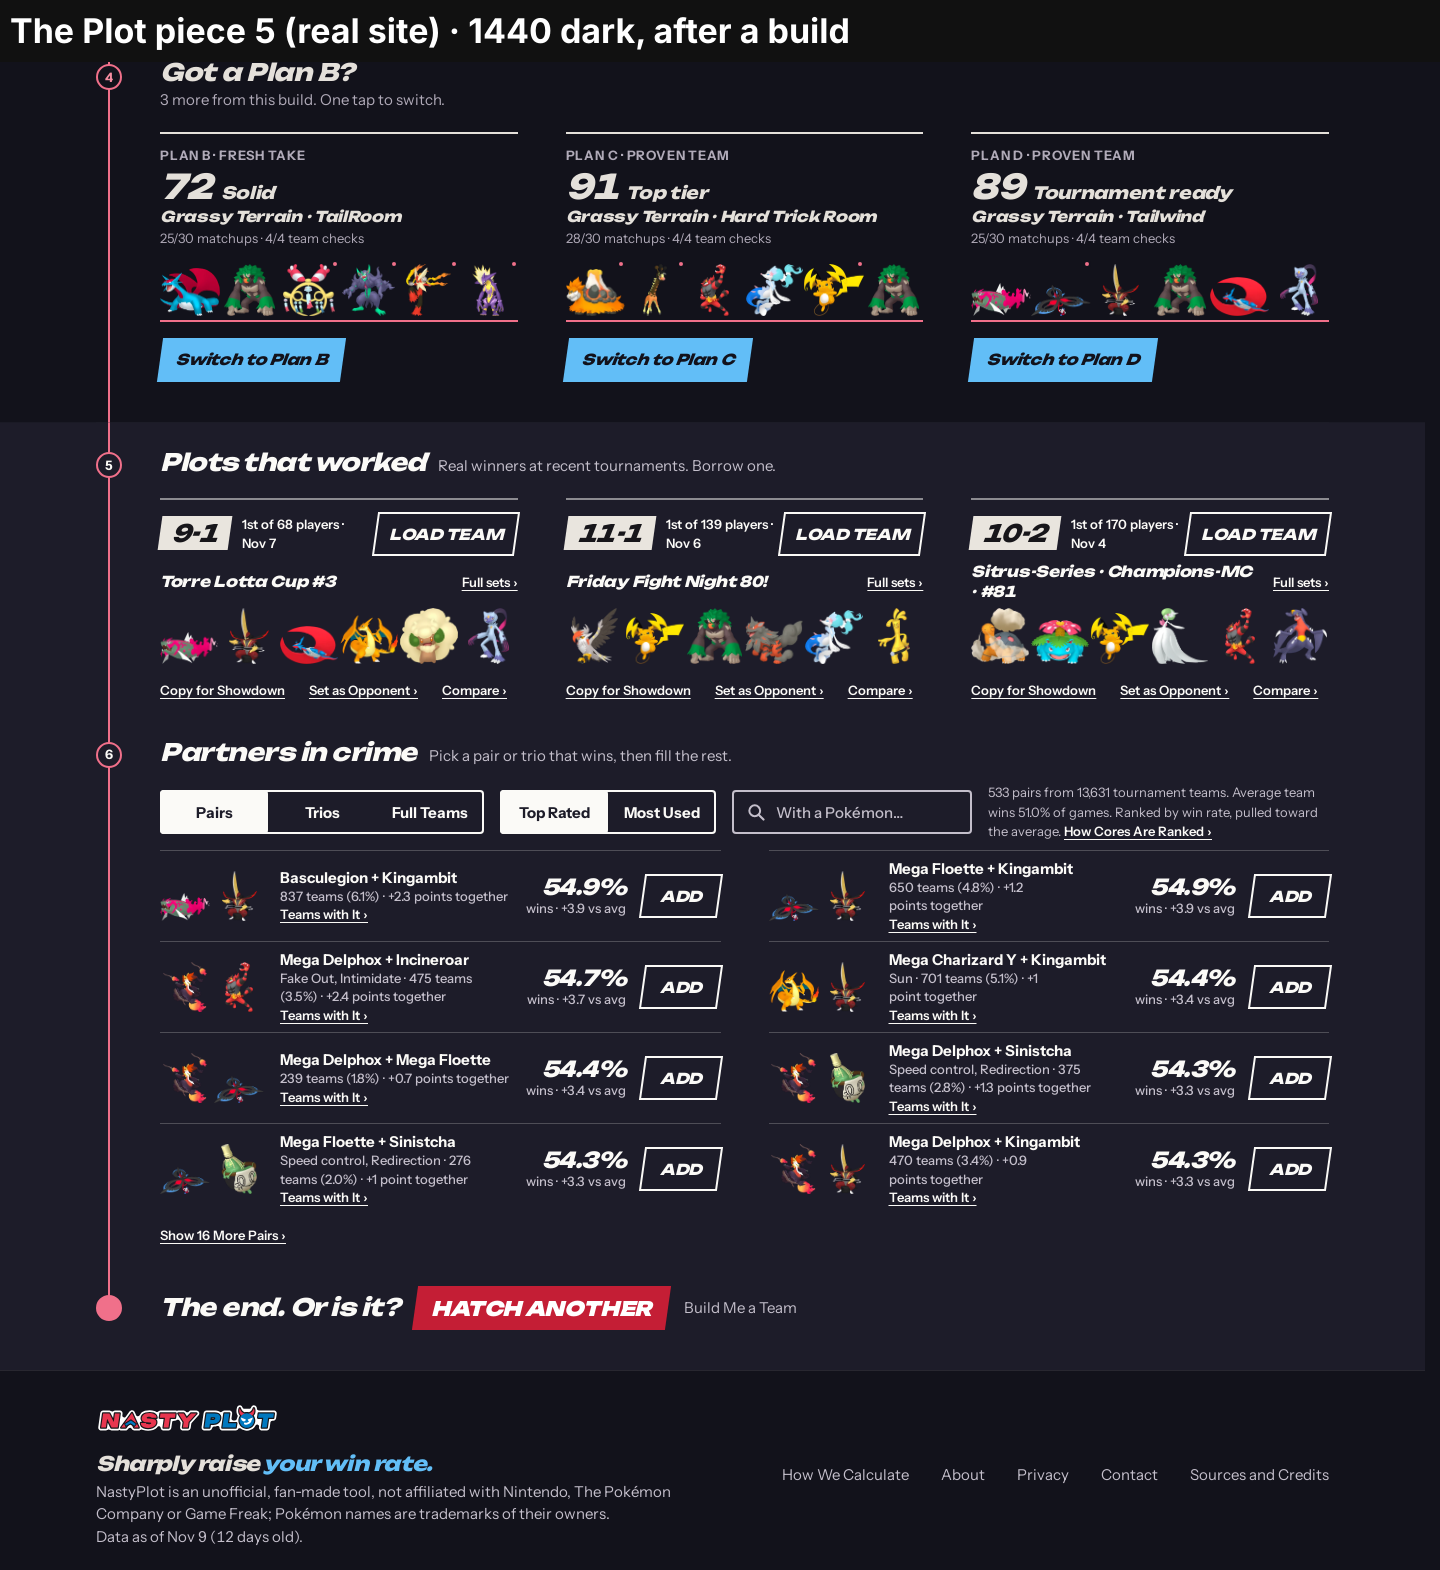 The Plot piece 5 (real site) · 1440 dark, after a build
4
Got a Plan B?
3 more from this build. One tap to switch.
PLAN B · FRESH TAKE
72 Solid
Grassy Terrain · TailRoom
25/30 matchups · 4/4 team checks
Switch to Plan B
PLAN C · PROVEN TEAM
91 Top tier
Grassy Terrain · Hard Trick Room
28/30 matchups · 4/4 team checks
Switch to Plan C
PLAN D · PROVEN TEAM
89 Tournament ready
Grassy Terrain · Tailwind
25/30 matchups · 4/4 team checks
Switch to Plan D
5
Plots that worked Real winners at recent tournaments. Borrow one.
9-1
1st of 68 players ·
Nov 7
LOAD TEAM
Torre Lotta Cup #3
Full sets ›
Copy for Showdown Set as Opponent › Compare ›
11-1
1st of 139 players ·
Nov 6
LOAD TEAM
Friday Fight Night 80!
Full sets ›
Copy for Showdown Set as Opponent › Compare ›
10-2
1st of 170 players ·
Nov 4
LOAD TEAM
Sitrus-Series · Champions-MC
· #81
Full sets ›
Copy for Showdown Set as Opponent › Compare ›
6
Partners in crime Pick a pair or trio that wins, then fill the rest.
Pairs Trios Full Teams
Top Rated Most Used
With a Pokémon...
533 pairs from 13,631 tournament teams. Average team
wins 51.0% of games. Ranked by win rate, pulled toward
the average. How Cores Are Ranked ›
Basculegion + Kingambit
837 teams (6.1%) · +2.3 points together
Teams with It ›
54.9%
wins · +3.9 vs avg
ADD
Mega Floette + Kingambit
650 teams (4.8%) · +1.2
points together
Teams with It ›
54.9%
wins · +3.9 vs avg
ADD
Mega Delphox + Incineroar
Fake Out, Intimidate · 475 teams
(3.5%) · +2.4 points together
Teams with It ›
54.7%
wins · +3.7 vs avg
ADD
Mega Charizard Y + Kingambit
Sun · 701 teams (5.1%) · +1
point together
Teams with It ›
54.4%
wins · +3.4 vs avg
ADD
Mega Delphox + Mega Floette
239 teams (1.8%) · +0.7 points together
Teams with It ›
54.4%
wins · +3.4 vs avg
ADD
Mega Delphox + Sinistcha
Speed control, Redirection · 375
teams (2.8%) · +1.3 points together
Teams with It ›
54.3%
wins · +3.3 vs avg
ADD
Mega Floette + Sinistcha
Speed control, Redirection · 276
teams (2.0%) · +1 point together
Teams with It ›
54.3%
wins · +3.3 vs avg
ADD
Mega Delphox + Kingambit
470 teams (3.4%) · +0.9
points together
Teams with It ›
54.3%
wins · +3.3 vs avg
ADD
Show 16 More Pairs ›
The end. Or is it? HATCH ANOTHER Build Me a Team
NASTY PLOT
Sharply raise your win rate.
NastyPlot is an unofficial, fan-made tool, not affiliated with Nintendo, The Pokémon
Company or Game Freak; Pokémon names are trademarks of their owners.
Data as of Nov 9 (12 days old).
How We Calculate About Privacy Contact Sources and Credits